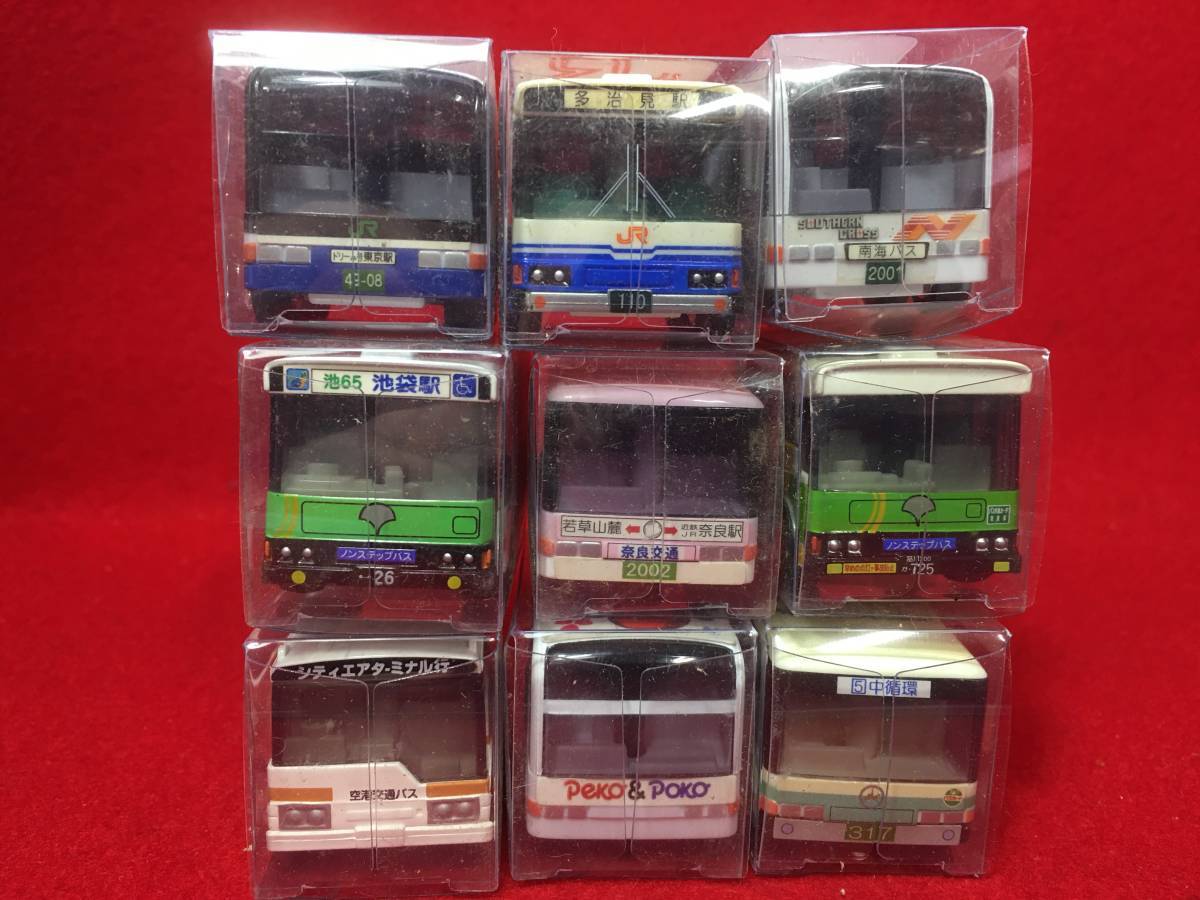 JR
ドリーム号東京駅
49-08
多治見駅
JR
110
SOUTHERN
CROSS
N
南海バス
2001
池65 池袋駅
ノンステップバス
26
若草山麓 近鉄 JR 奈良駅
奈良交通
2002
ノンステップバス
725
シティエアターミナル行
空港交通バス
Peko & Poko
5 中循環
317